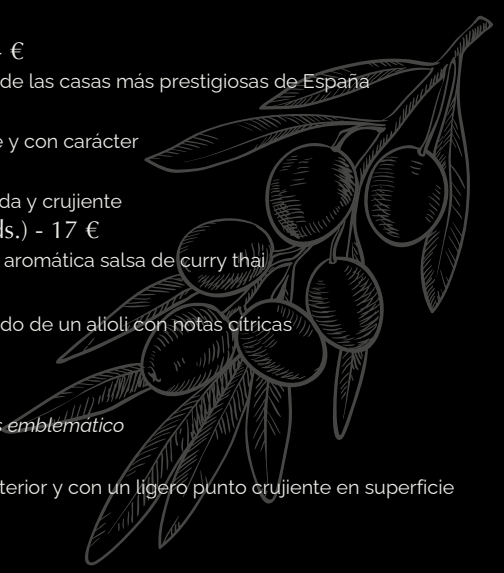 €
de las casas más prestigiosas de España
y con carácter
da y crujiente
ds.) - 17 €
aromática salsa de curry thai
do de un alioli con notas cítricas
emblemático
terior y con un ligero punto crujiente en superficie